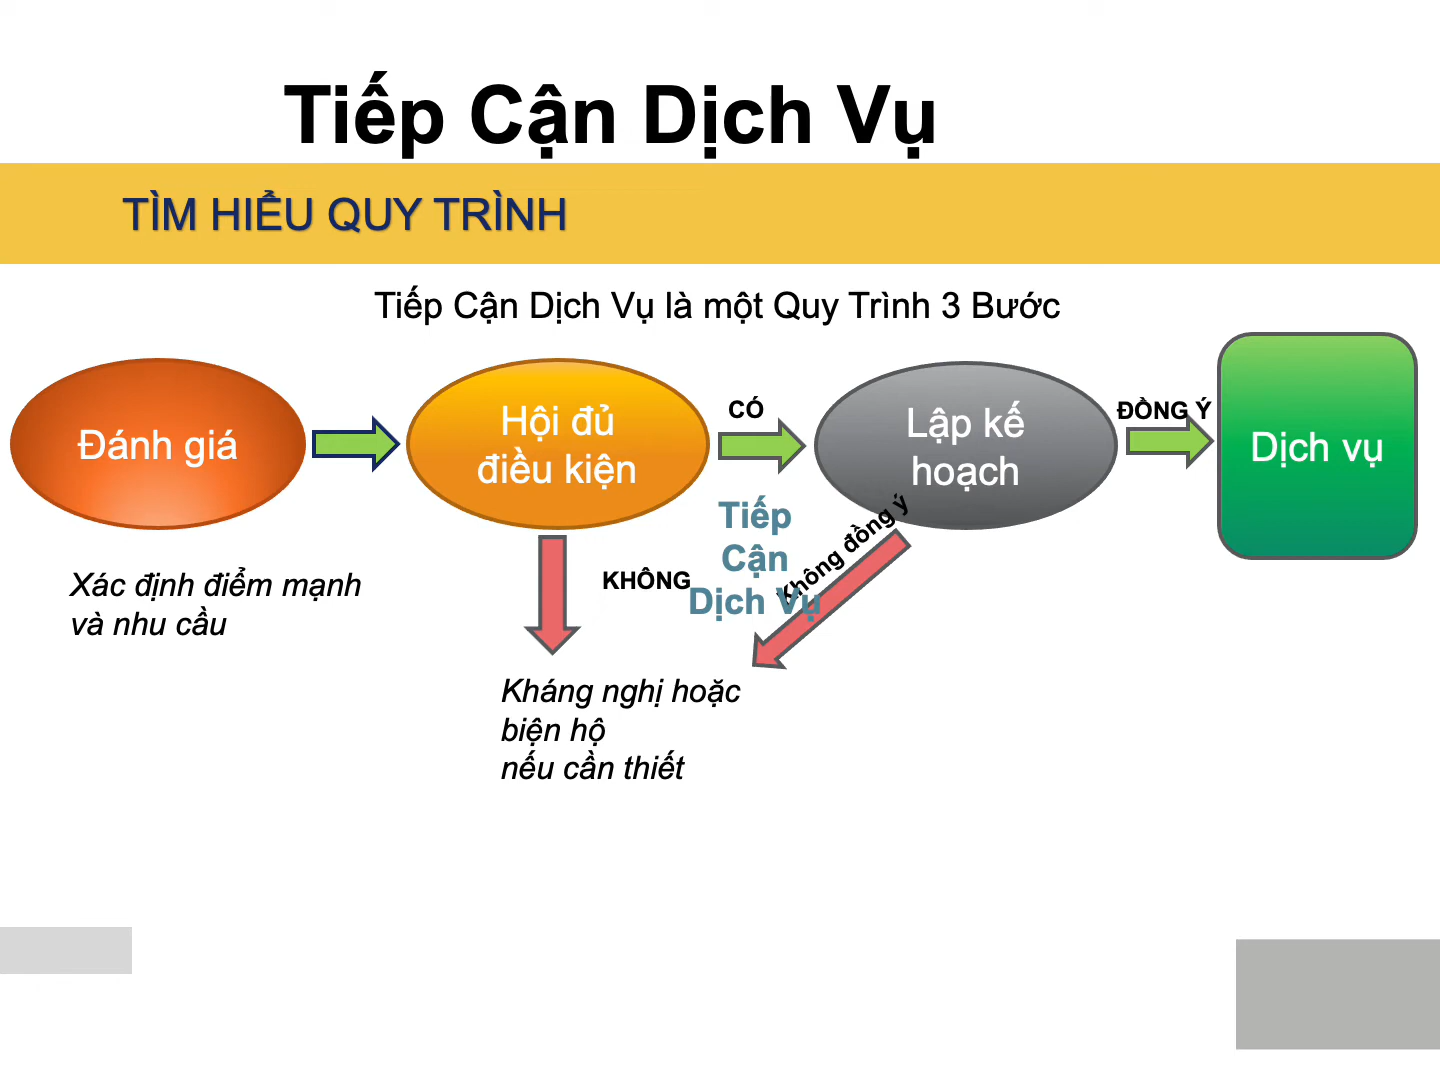 Tiếp Cận Dịch Vụ
TÌM HIỂU QUY TRÌNH
Tiếp Cận Dịch Vụ là một Quy Trình 3 Bước
Đánh giá
Hội đủ
điều kiện
CÓ
Lập kế
hoạch
ĐỒNG Ý
Dịch vụ
Xác định điểm mạnh
và nhu cầu
KHÔNG
Tiếp
Cận
Dịch Vụ
Không đồng ý
Kháng nghị hoặc
biện hộ
nếu cần thiết